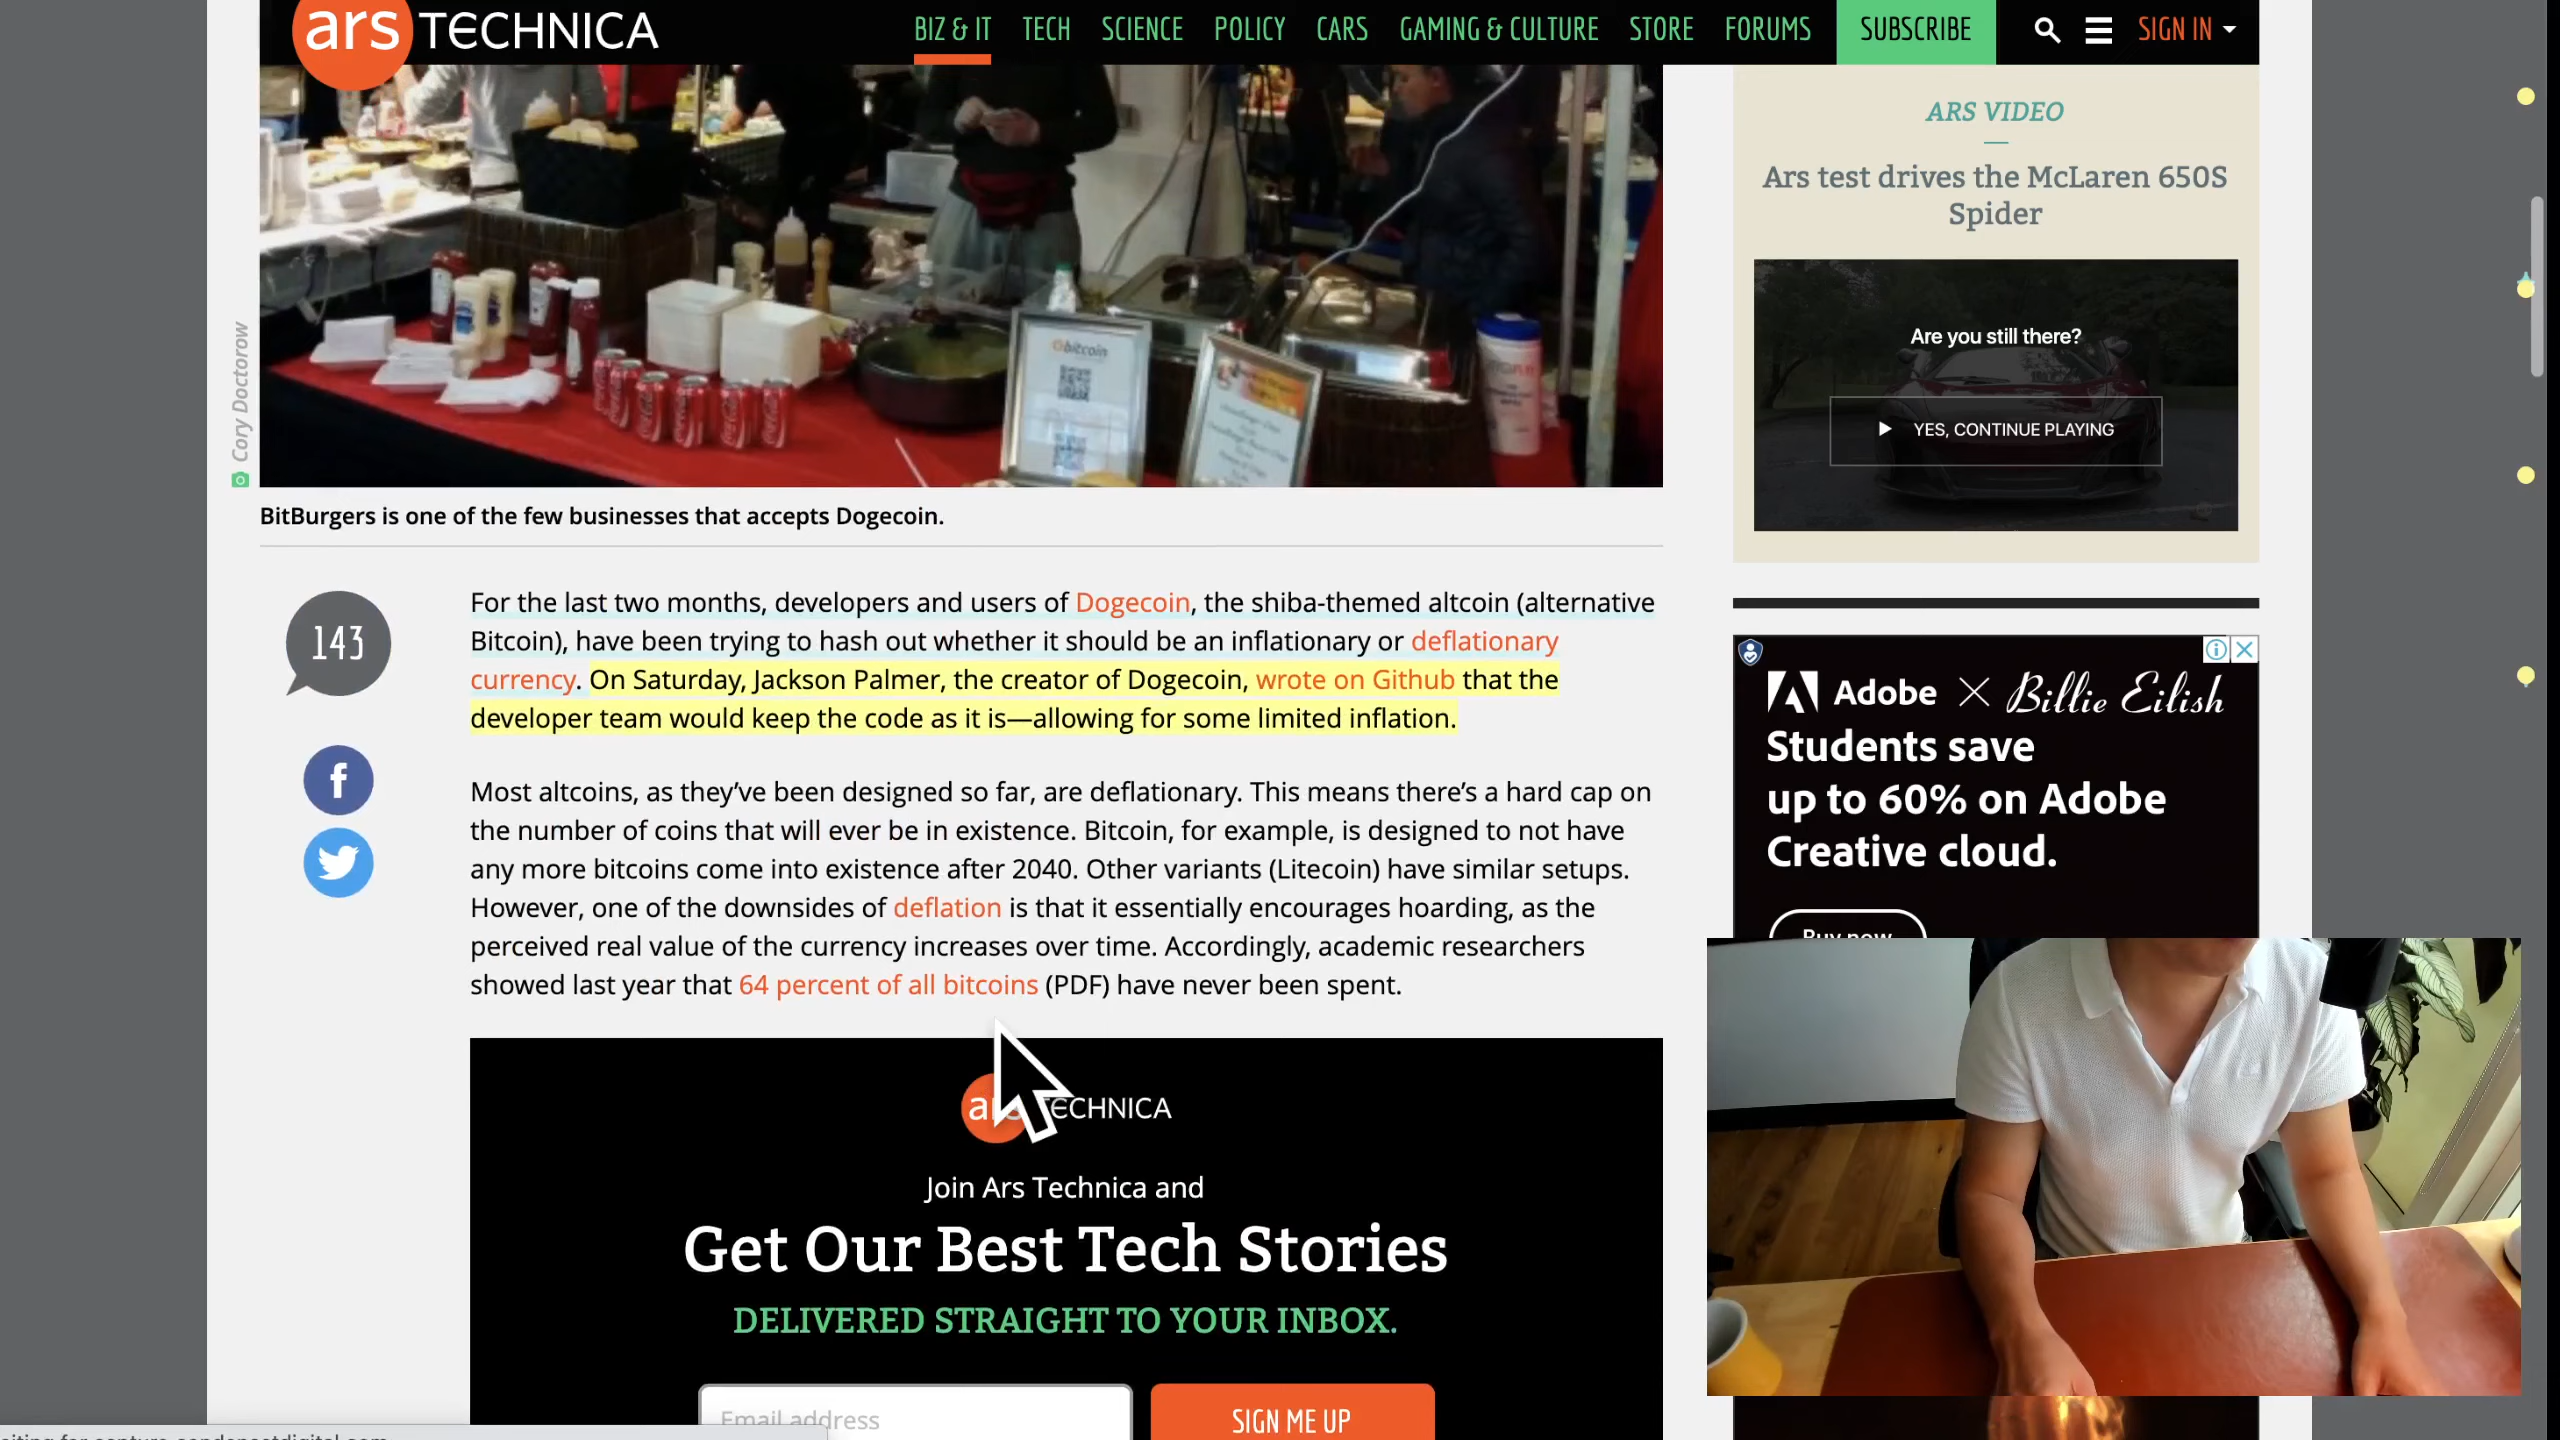 ars TECHNICA
BIZ & IT TECH SCIENCE POLICY CARS GAMING & CULTURE STORE FORUMS SUBSCRIBE SIGN IN
bitcoin
Cory Doctorow
BitBurgers is one of the few businesses that accepts Dogecoin.
143
For the last two months, developers and users of Dogecoin, the shiba-themed altcoin (alternative
Bitcoin), have been trying to hash out whether it should be an inflationary or deflationary
currency. On Saturday, Jackson Palmer, the creator of Dogecoin, wrote on Github that the
developer team would keep the code as it is—allowing for some limited inflation.
Most altcoins, as they’ve been designed so far, are deflationary. This means there’s a hard cap on
the number of coins that will ever be in existence. Bitcoin, for example, is designed to not have
any more bitcoins come into existence after 2040. Other variants (Litecoin) have similar setups.
However, one of the downsides of deflation is that it essentially encourages hoarding, as the
perceived real value of the currency increases over time. Accordingly, academic researchers
showed last year that 64 percent of all bitcoins (PDF) have never been spent.
ars TECHNICA
Join Ars Technica and
Get Our Best Tech Stories
DELIVERED STRAIGHT TO YOUR INBOX.
Email address
SIGN ME UP
ARS VIDEO
Ars test drives the McLaren 650S
Spider
Are you still there?
YES, CONTINUE PLAYING
Adobe × Billie Eilish
Students save
up to 60% on Adobe
Creative cloud.
Buy now